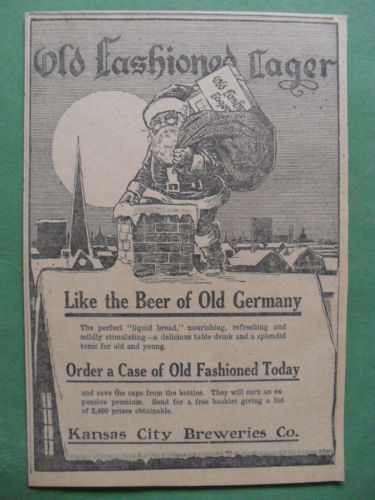 Old Fashioned Lager
Old Fashioned
Lager
Like the Beer of Old Germany
The perfect "liquid bread," nourishing, refreshing and
mildly stimulating—a delicious table drink and a splendid
tonic for old and young.
Order a Case of Old Fashioned Today
and save the caps from the bottles. They will earn an ex-
pensive premium. Send for a free booklet giving a list
of 2,400 prizes obtainable.
Kansas City Breweries Co.